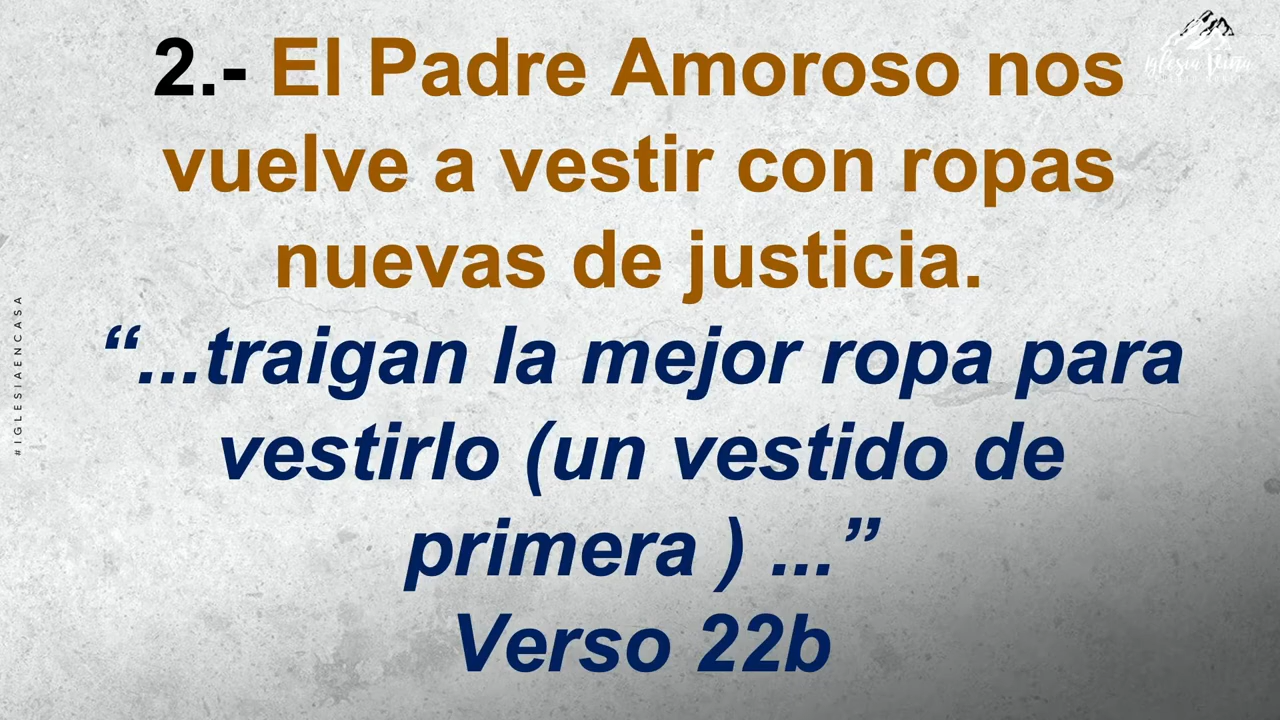 2.- El Padre Amoroso nos
vuelve a vestir con ropas
nuevas de justicia.
“...traigan la mejor ropa para
vestirlo (un vestido de
primera ) ...”
Verso 22b
#IGLESIAENCASA
iglesia